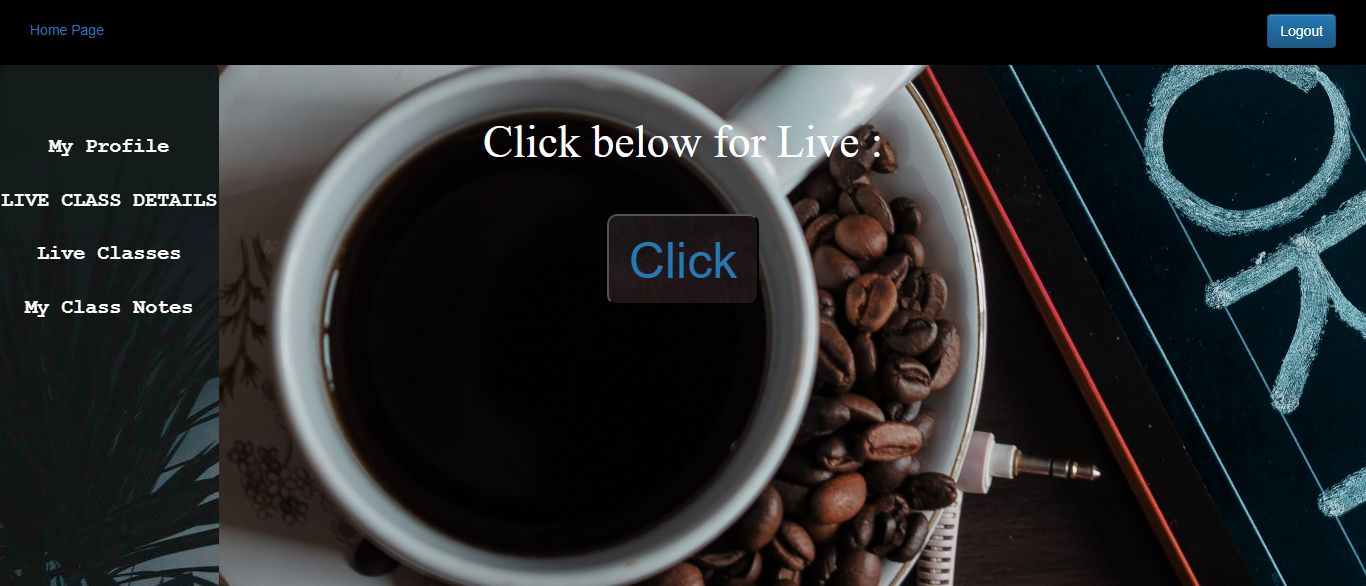 Home Page
Logout
My Profile
LIVE CLASS DETAILS
Live Classes
My Class Notes
Click below for Live :
Click